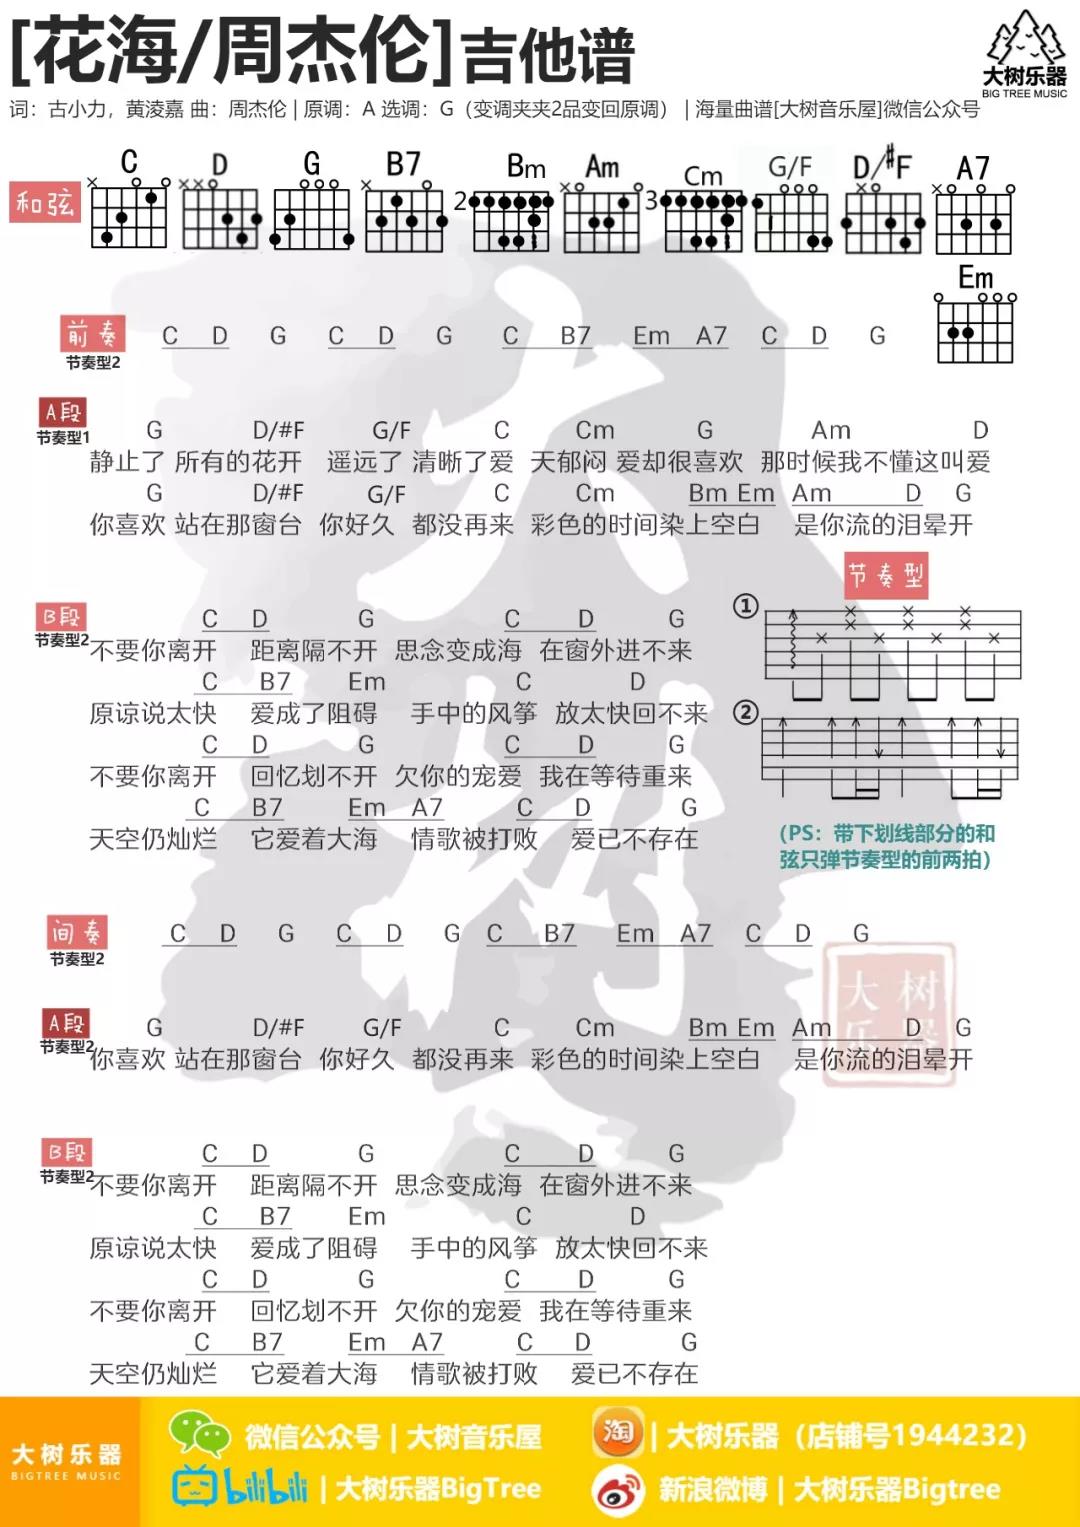 [花海/周杰伦]吉他谱
大树乐器
BIG TREE MUSIC
词：古小力，黄淩嘉 曲：周杰伦 | 原调：A 选调：G（变调夹夹2品变回原调） | 海量曲谱[大树音乐屋]微信公众号
和弦 C D G B7 Bm Am Cm G/F D/#F A7
2 3
Em
前奏 C D G C D G C B7 Em A7 C D G
节奏型2
A段
节奏型1
G D/#F G/F C Cm G Am D
静止了 所有的花开 遥远了 清晰了爱 天郁闷 爱却很喜欢 那时候我不懂这叫爱
G D/#F G/F C Cm Bm Em Am D G
你喜欢 站在那窗台 你好久 都没再来 彩色的时间染上空白 是你流的泪晕开
节奏型
①
②
（PS：带下划线部分的和
弦只弹节奏型的前两拍）
B段
节奏型2
C D G C D G
不要你离开 距离隔不开 思念变成海 在窗外进不来
C B7 Em C D
原谅说太快 爱成了阻碍 手中的风筝 放太快回不来
C D G C D G
不要你离开 回忆划不开 欠你的宠爱 我在等待重来
C B7 Em A7 C D G
天空仍灿烂 它爱着大海 情歌被打败 爱已不存在
间奏 C D G C D G C B7 Em A7 C D G
节奏型2
大树
乐器
A段
节奏型2
G D/#F G/F C Cm Bm Em Am D G
你喜欢 站在那窗台 你好久 都没再来 彩色的时间染上空白 是你流的泪晕开
B段
节奏型2
C D G C D G
不要你离开 距离隔不开 思念变成海 在窗外进不来
C B7 Em C D
原谅说太快 爱成了阻碍 手中的风筝 放太快回不来
C D G C D G
不要你离开 回忆划不开 欠你的宠爱 我在等待重来
C B7 Em A7 C D G
天空仍灿烂 它爱着大海 情歌被打败 爱已不存在
大树乐器
BIGTREE MUSIC
微信公众号 | 大树音乐屋
淘 | 大树乐器（店铺号1944232）
bilibili | 大树乐器BigTree
新浪微博 | 大树乐器Bigtree